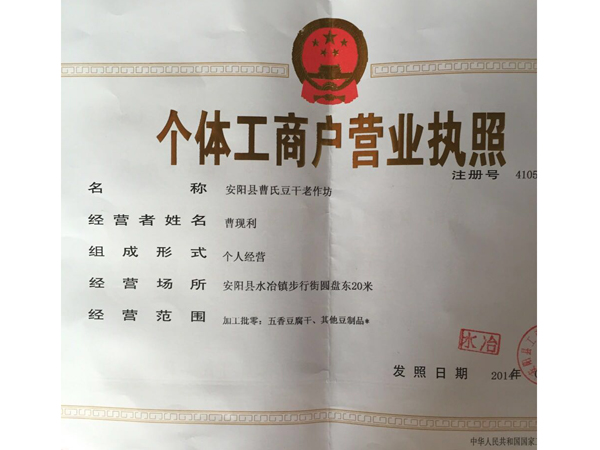 个体工商户营业执照
注册号 4105
名称 安阳县曹氏豆干老作坊
经营者姓名 曹现利
组成形式 个人经营
经营场所 安阳县水冶镇步行街圆盘东20米
经营范围 加工批零：五香豆腐干、其他豆制品*
水冶
发照日期 2014年
中华人民共和国国家